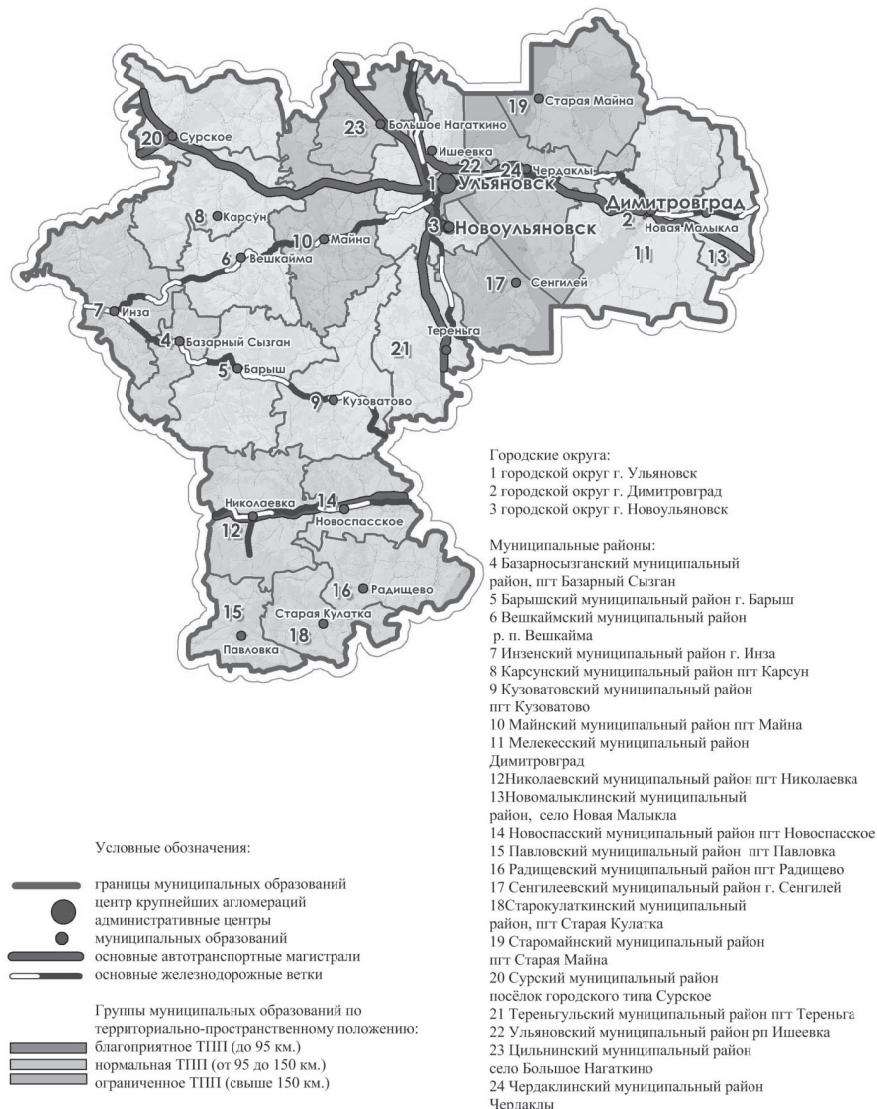 19
Старая Майна
23
Большое Нагаткино
20
Сурское
Ишеевка
22
24
Чердаклы
1
Ульяновск
Димитровград
2
Новая Малыкла
8
Карсун
3
Новоульяновск
11
13
10
Майна
6
Вешкайма
17
Сенгилей
7
Инза
Тереньга
4
Базарный Сызган
21
5
Барыш
9
Кузоватово
Николаевка
14
Новоспасское
12
16
Радищево
15
Старая Кулатка
18
Павловка
Городские округа:
1 городской округ г. Ульяновск
2 городской округ г. Димитровград
3 городской округ г. Новоульяновск
Муниципальные районы:
4 Базарносызганский муниципальный
район, пгт Базарный Сызган
5 Барышский муниципальный район г. Барыш
6 Вешкаймский муниципальный район
р. п. Вешкайма
7 Инзенский муниципальный район г. Инза
8 Карсунский муниципальный район пгт Карсун
9 Кузоватовский муниципальный район
пгт Кузоватово
10 Майнский муниципальный район пгт Майна
11 Мелекесский муниципальный район
Димитровград
12Николаевский муниципальный район пгт Николаевка
13Новомалыклинский муниципальный
район, село Новая Малыкла
14 Новоспасский муниципальный район пгт Новоспасское
15 Павловский муниципальный район пгт Павловка
16 Радищевский муниципальный район пгт Радищево
17 Сенгилеевский муниципальный район г. Сенгилей
18Старокулаткинский муниципальный
район, пгт Старая Кулатка
19 Старомайнский муниципальный район
пгт Старая Майна
20 Сурский муниципальный район
посёлок городского типа Сурское
21 Тереньгульский муниципальный район пгт Тереньга
22 Ульяновский муниципальный район рп Ишеевка
23 Цильнинский муниципальный район
село Большое Нагаткино
24 Чердаклинский муниципальный район
Чердаклы
Условные обозначения:
границы муниципальных образований
центр крупнейших агломераций
административные центры
муниципальных образований
основные автотранспортные магистрали
основные железнодорожные ветки
Группы муниципальных образований по
территориально-пространственному положению:
благоприятное ТПП (до 95 км.)
нормальная ТПП (от 95 до 150 км.)
ограниченное ТПП (свыше 150 км.)